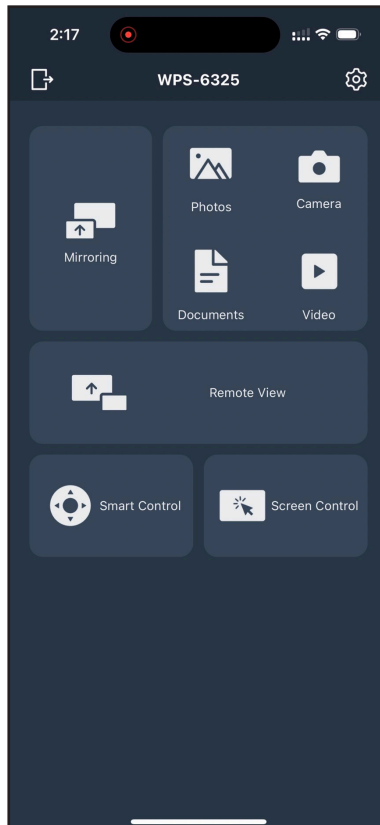 2:17
WPS-6325
Mirroring
Photos
Camera
Documents
Video
Remote View
Smart Control
Screen Control